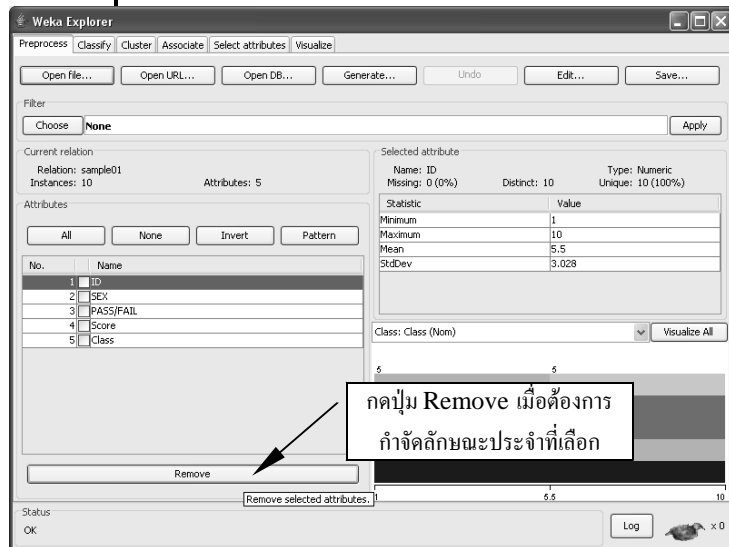 Weka Explorer
Preprocess Classify Cluster Associate Select attributes Visualize
Open file... Open URL... Open DB... Generate... Undo Edit... Save...
Filter
Choose None Apply
Current relation
Relation: sample01
Instances: 10 Attributes: 5
Attributes
All None Invert Pattern
No. Name
1 ID
2 SEX
3 PASS/FAIL
4 Score
5 Class
Remove
Remove selected attributes.
Selected attribute
Name: ID Type: Numeric
Missing: 0 (0%) Distinct: 10 Unique: 10 (100%)
Statistic Value
Minimum 1
Maximum 10
Mean 5.5
StdDev 3.028
Class: Class (Nom) Visualize All
5 5
กดปุ่ม Remove เมื่อต้องการ
กำจัดลักษณะประจำที่เลือก
1 5.5 10
Status
OK Log x 0